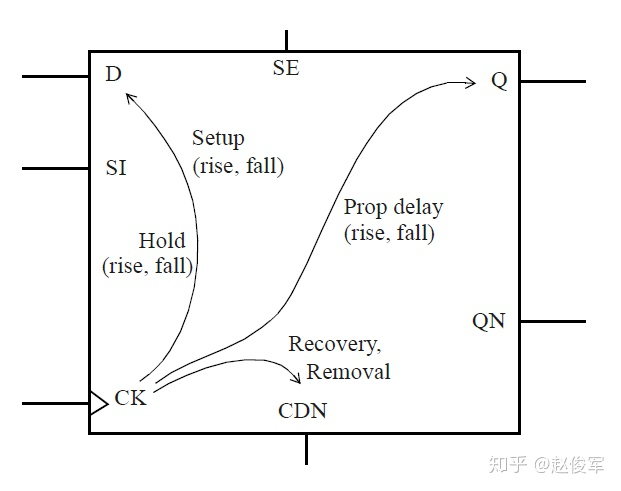 SE
D
Q
Setup
(rise, fall)
SI
Prop delay
(rise, fall)
Hold
(rise, fall)
QN
Recovery,
Removal
CK
CDN
知乎 @赵俊军